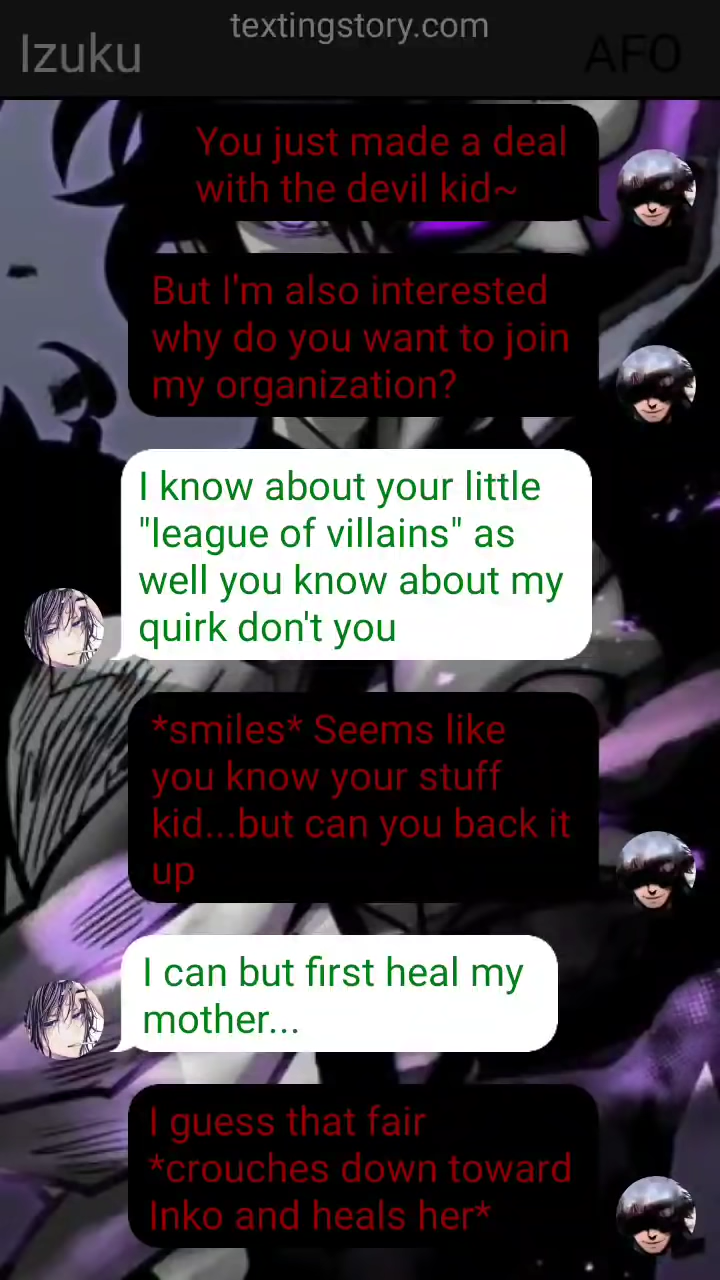 textingstory.com
Izuku
AFO
You just made a deal
with the devil kid~
But I'm also interested
why do you want to join
my organization?
I know about your little
"league of villains" as
well you know about my
quirk don't you
*smiles* Seems like
you know your stuff
kid...but can you back it
up
I can but first heal my
mother...
I guess that fair
*crouches down toward
Inko and heals her*